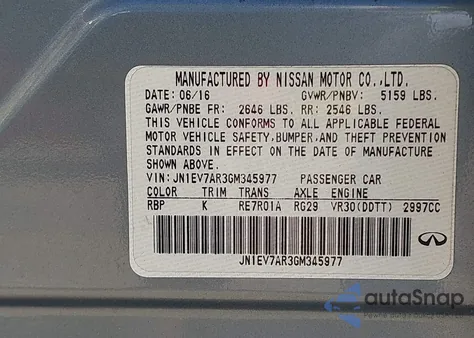 MANUFACTURED BY NISSAN MOTOR CO.,LTD.
DATE: 06/16 GVWR/PNBV: 5159 LBS.
GAWR/PNBE FR: 2646 LBS. RR: 2546 LBS.
THIS VEHICLE CONFORMS TO ALL APPLICABLE FEDERAL
MOTOR VEHICLE SAFETY,BUMPER,AND THEFT PREVENTION
STANDARDS IN EFFECT ON THE DATE OF MANUFACTURE
SHOWN ABOVE.
VIN: JN1EV7AR3GM345977 PASSENGER CAR
COLOR TRIM TRANS AXLE ENGINE
RBP K RE7R01A RG29 VR30(DDTT) 2997CC
JN1EV7AR3GM345977
INFINITI
autoSnap